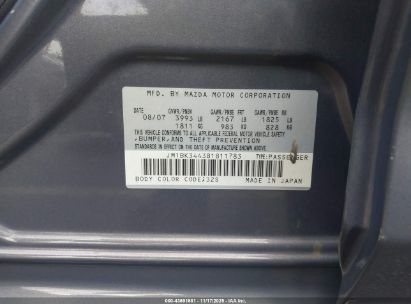 MFD. BY MAZDA MOTOR CORPORATION
GVWR/PNBV GAWR/PNBE FRT GAWR/PNBE RR
08/07 3993 LB 2167 LB 1825 LB
1811 KG 983 KG 828 KG
THIS VEHICLE CONFORMS TO ALL APPLICABLE FEDERAL MOTOR VEHICLE SAFETY
,BUMPER,AND THEFT PREVENTION
STANDARDS IN EFFECT ON THE DATE OF MANUFACTURE SHOWN ABOVE.
JM1BK344381811783 TYPE:PASSENGER
BODY COLOR CODE: 32S
MADE IN JAPAN
11/17/2025